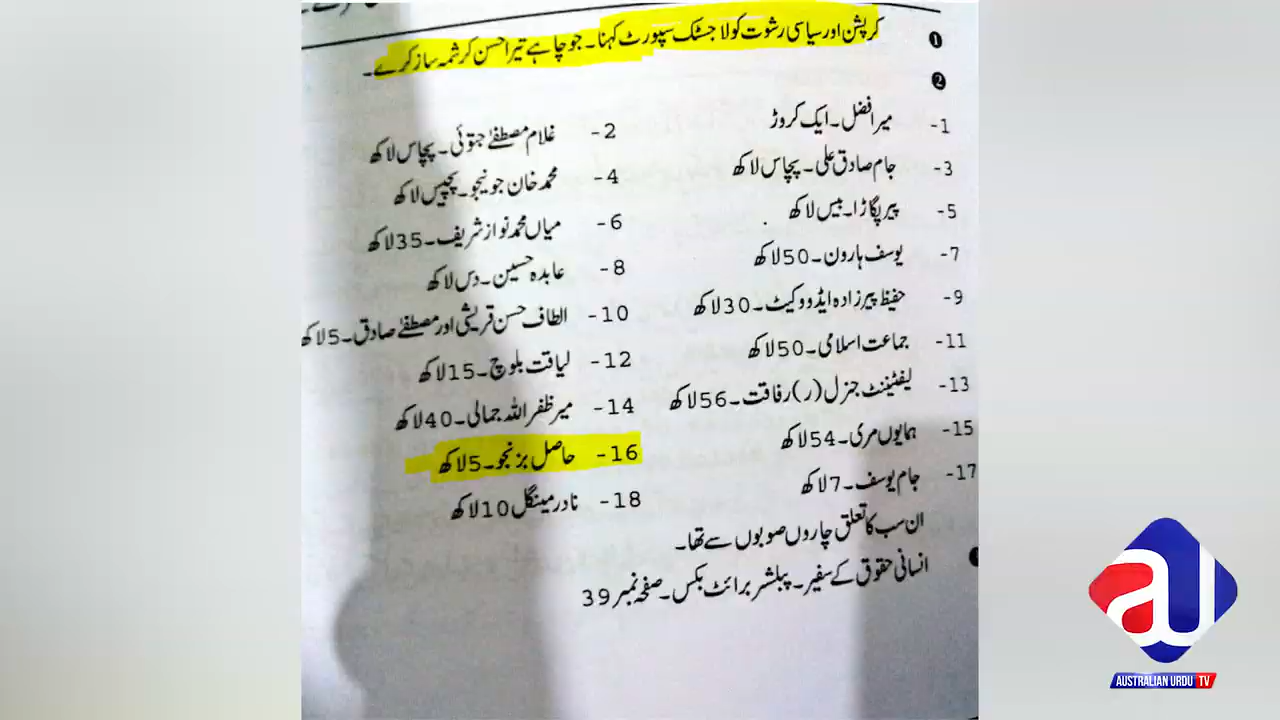 ❶ کرپشن اور سیاسی رشوت کو لاجسٹک سپورٹ کہنا۔ جو چاہے تیرا حسن کرشمہ ساز کرے۔
❷
1- میر افضل۔ ایک کروڑ
2- غلام مصطفےٰ جتوئی۔ پچاس لاکھ
3- جام صادق علی۔ پچاس لاکھ
4- محمد خان جونیجو۔ پچیس لاکھ
5- پیر پگاڑا۔ بیس لاکھ
6- میاں محمد نواز شریف۔ 35 لاکھ
7- یوسف ہارون۔ 50 لاکھ
8- عابدہ حسین۔ دس لاکھ
9- حفیظ پیرزادہ ایڈووکیٹ۔ 30 لاکھ
10- الطاف حسن قریشی اور مصطفےٰ صادق۔ 5 لاکھ
11- جماعت اسلامی۔ 50 لاکھ
12- لیاقت بلوچ۔ 15 لاکھ
13- لیفٹیننٹ جنرل (ر) رفاقت۔ 56 لاکھ
14- میر ظفر اللہ جمالی۔ 40 لاکھ
15- ہمایوں مری۔ 54 لاکھ
16- حاصل بزنجو۔ 5 لاکھ
17- جام یوسف۔ 7 لاکھ
18- نادر مینگل 10 لاکھ
ان سب کا تعلق چاروں صوبوں سے تھا۔
انسانی حقوق کے سفیر۔ پبلشر برائٹ بکس۔ صفحہ نمبر 39
au
AUSTRALIAN URDU TV